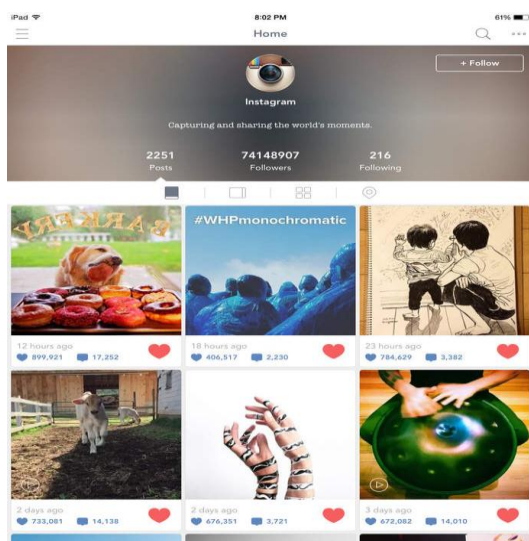 iPad 8:02 PM 61%
Home
+ Follow
Instagram
Capturing and sharing the world's moments.
2251 74148907 216
Posts Followers Following
BARKERY
#WHPmonochromatic
12 hours ago 18 hours ago 23 hours ago
899,921 17,252 406,517 2,230 784,629 3,382
2 days ago 2 days ago 3 days ago
733,081 14,138 676,351 3,721 672,082 14,010